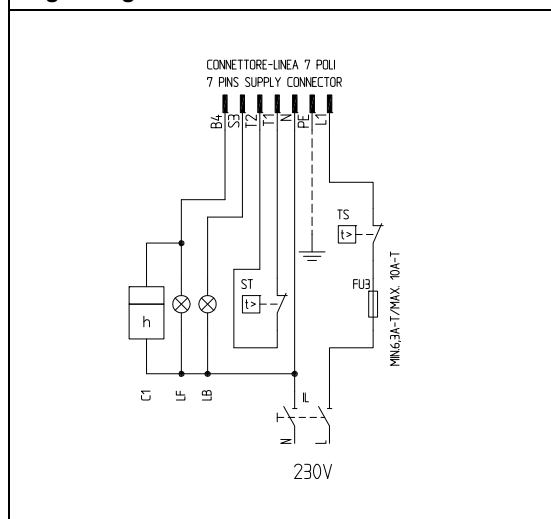 CONNETTORE-LINEA 7 POLI
7 PINS SUPPLY CONNECTOR
B4
S3
T2
T1
N
PE
L1
TS
t>
ST
t>
FU3
MIN.6,3A-T/MAX. 10A-T
h
C1
LF
LB
IL
N
L
230V